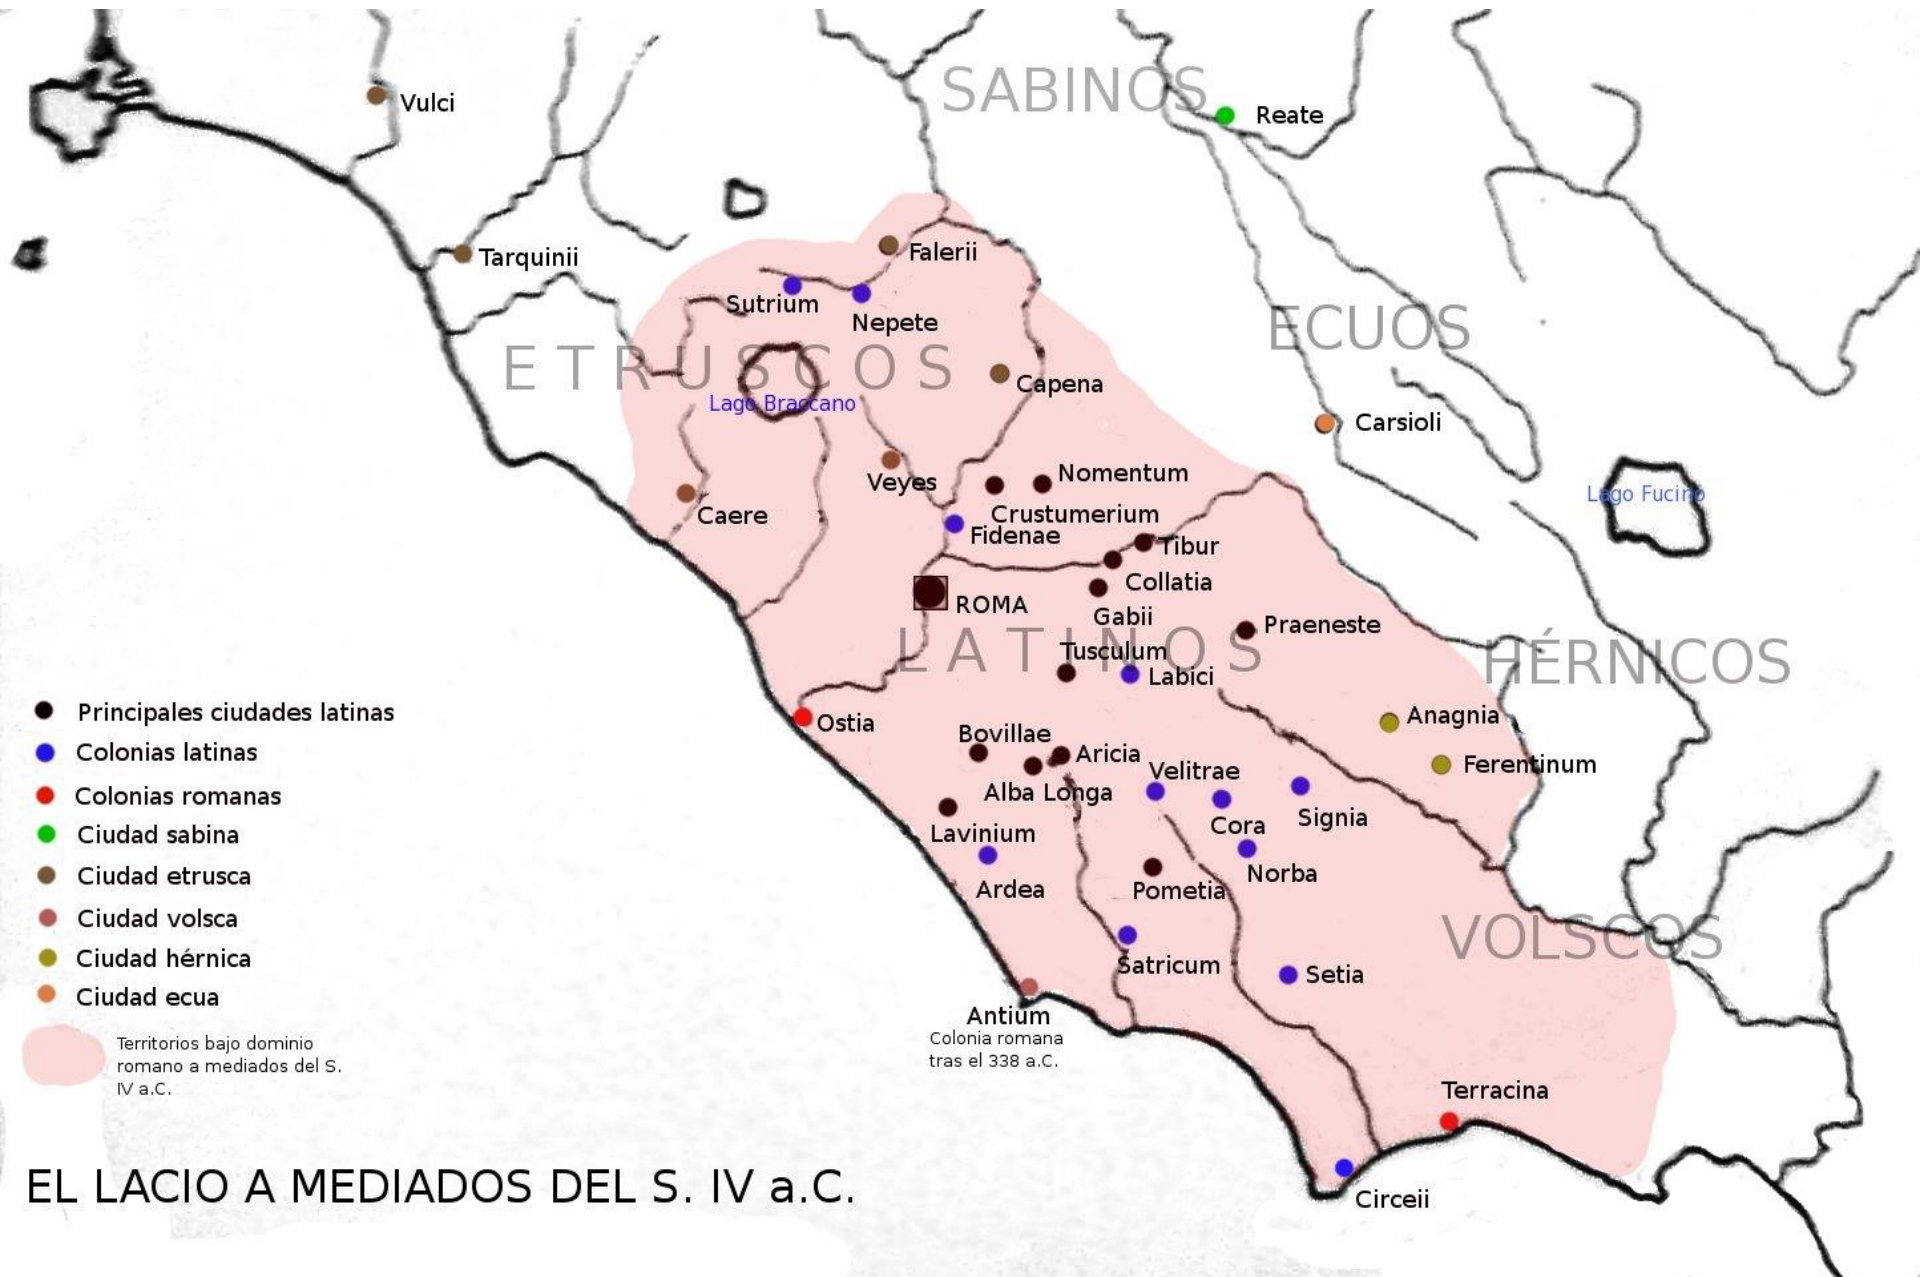 SABINOS
Vulci
Reate
Tarquinii
Falerii
Sutrium
Nepete
ECUOS
ETRUSCOS
Capena
Lago Braccano
Carsioli
Veyes
Nomentum
Lago Fucino
Caere
Crustumerium
Fidenae
Tibur
Collatia
ROMA
Gabii
Praeneste
LATINOS
Tusculum
HÉRNICOS
Labici
Ostia
Anagnia
Bovillae
Aricia
Ferentinum
Velitrae
Alba Longa
Signia
Cora
Lavinium
Norba
Ardea
Pometia
VOLSCOS
Satricum
Setia
Antium
Colonia romana
tras el 338 a.C.
Terracina
Circeii
Principales ciudades latinas
Colonias latinas
Colonias romanas
Ciudad sabina
Ciudad etrusca
Ciudad volsca
Ciudad hérnica
Ciudad ecua
Territorios bajo dominio
romano a mediados del S.
IV a.C.
EL LACIO A MEDIADOS DEL S. IV a.C.